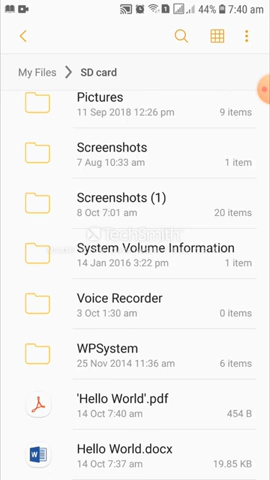 44% 7:40 am
My Files > SD card
Pictures
11 Sep 2018 12:26 pm 9 items
Screenshots
7 Aug 10:33 am 1 item
Screenshots (1)
8 Oct 7:01 am 20 items
TechSmith
System Volume Information
14 Jan 2016 3:22 pm 1 item
Voice Recorder
3 Oct 1:30 am 0 items
WPSystem
25 Nov 2014 11:36 am 6 items
'Hello World'.pdf
14 Oct 7:40 am 454 B
Hello World.docx
14 Oct 7:37 am 19.85 KB